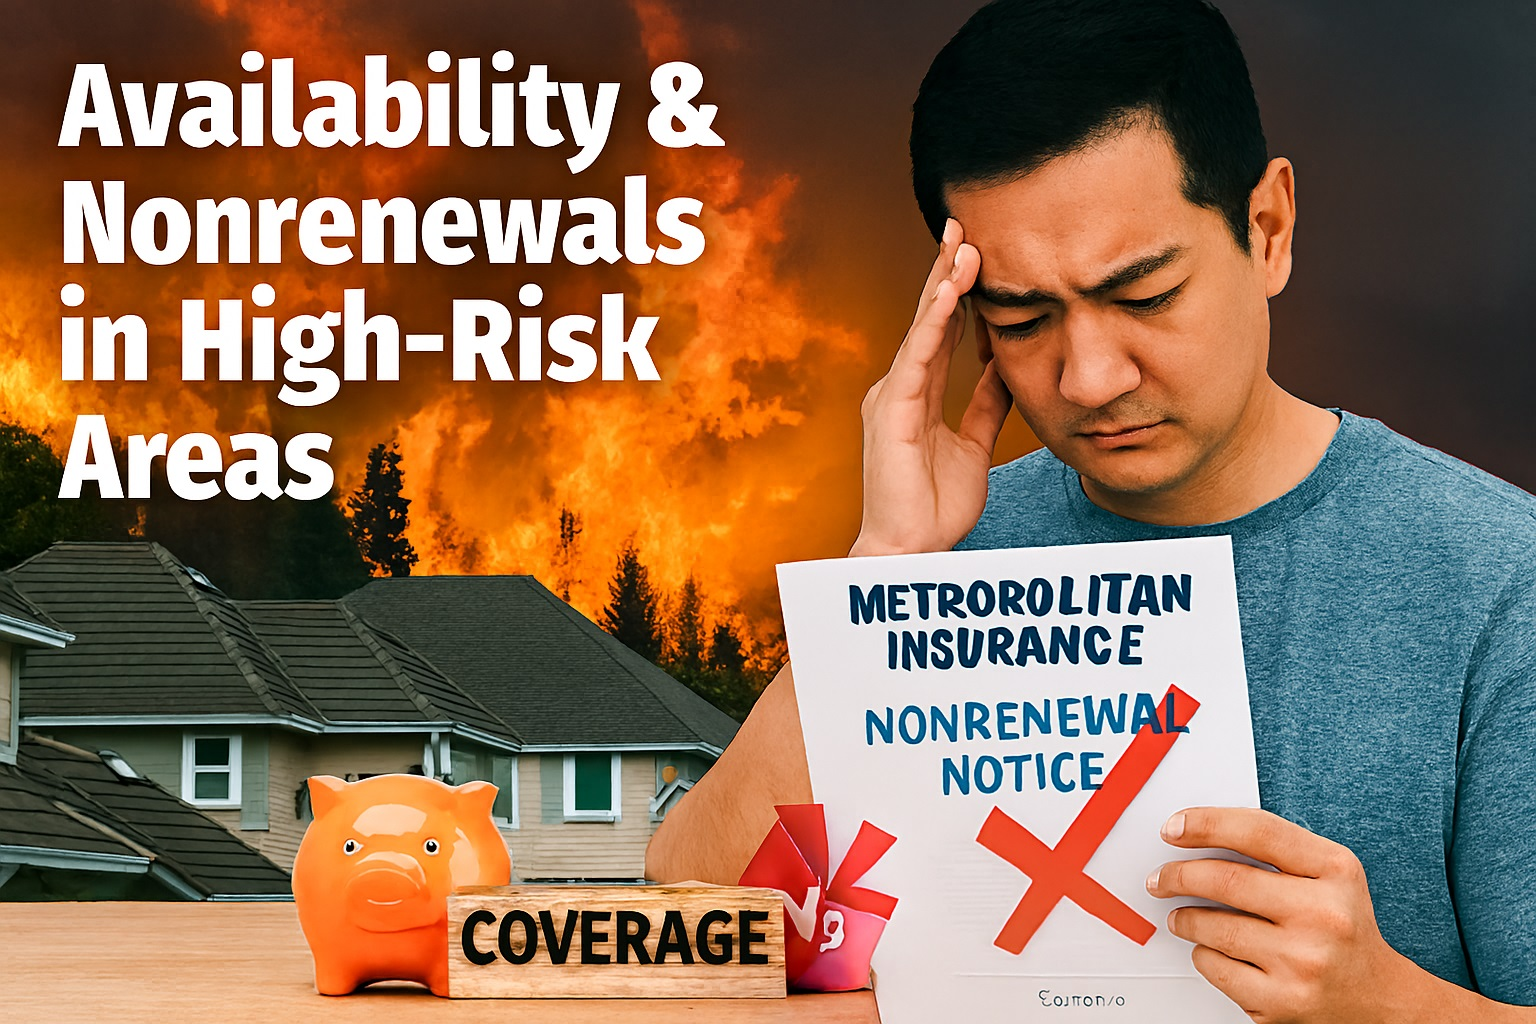 Availability &
Nonrenewals
in High-Risk
Areas
METROROLITAN
INSURANCE
NONRENEWAL
NOTICE
COVERAGE